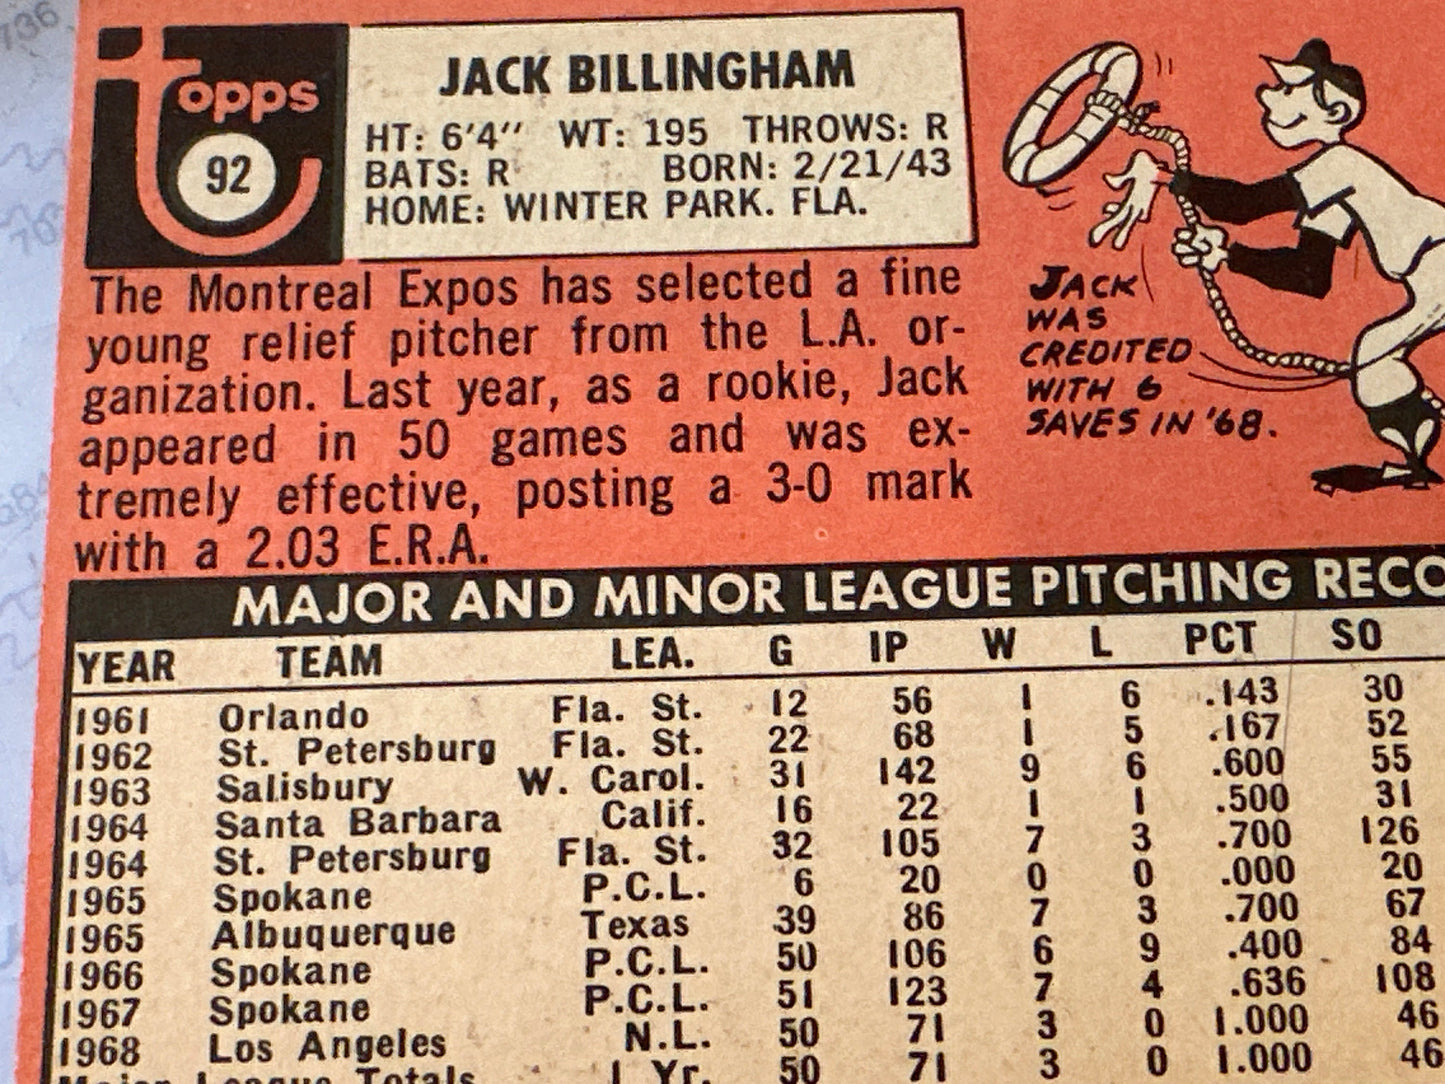 Topps
92
JACK BILLINGHAM
HT: 6'4" WT: 195 THROWS: R
BATS: R BORN: 2/21/43
HOME: WINTER PARK. FLA.
The Montreal Expos has selected a fine
young relief pitcher from the L.A. or-
ganization. Last year, as a rookie, Jack
appeared in 50 games and was ex-
tremely effective, posting a 3-0 mark
with a 2.03 E.R.A.
JACK
WAS
CREDITED
WITH 6
SAVES IN '68.
MAJOR AND MINOR LEAGUE PITCHING RECO
YEAR TEAM LEA. G IP W L PCT SO
1961 Orlando Fla. St. 12 56 1 6 .143 30
1962 St. Petersburg Fla. St. 22 68 1 5 .167 52
1963 Salisbury W. Carol. 31 142 9 6 .600 55
1964 Santa Barbara Calif. 16 22 1 1 .500 31
1964 St. Petersburg Fla. St. 32 105 7 3 .700 126
1965 Spokane P.C.L. 6 20 0 0 .000 20
1965 Albuquerque Texas 39 86 7 3 .700 67
1966 Spokane P.C.L. 50 106 6 9 .400 84
1967 Spokane P.C.L. 51 123 7 4 .636 108
1968 Los Angeles N.L. 50 71 3 0 1.000 46
Major League Totals 1 Yr. 50 71 3 0 1.000 46